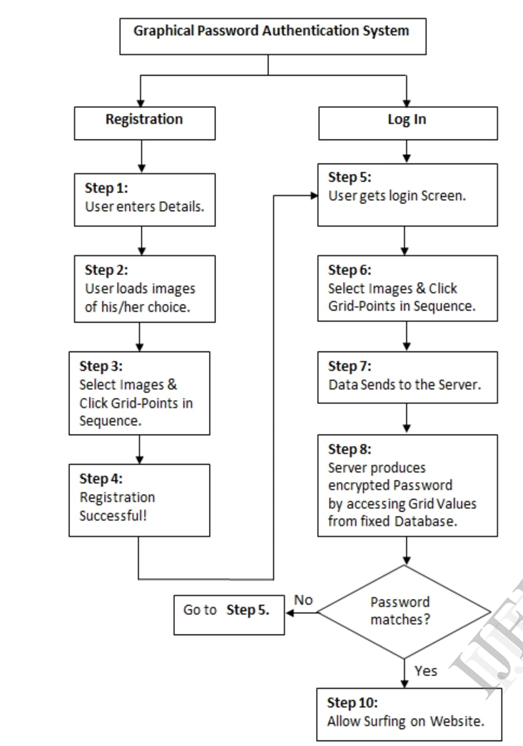 Graphical Password Authentication System
Registration
Step 1:
User enters Details.
Step 2:
User loads images
of his/her choice.
Step 3:
Select Images &
Click Grid-Points in
Sequence.
Step 4:
Registration
Successful!
Log In
Step 5:
User gets login Screen.
Step 6:
Select Images & Click
Grid-Points in Sequence.
Step 7:
Data Sends to the Server.
Step 8:
Server produces
encrypted Password
by accessing Grid Values
from fixed Database.
Password
matches?
No
Go to Step 5.
Yes
Step 10:
Allow Surfing on Website.